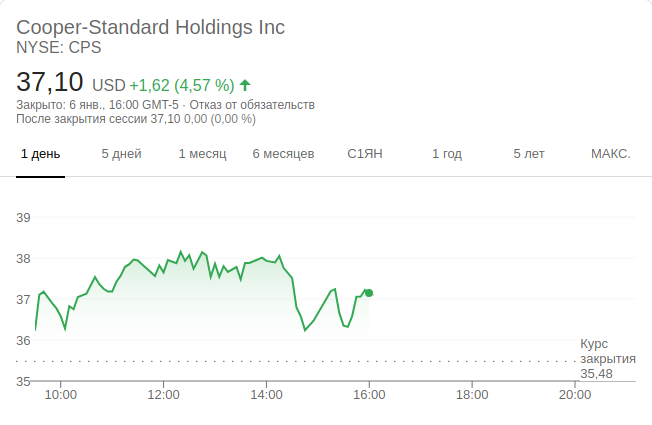 Cooper-Standard Holdings Inc
NYSE: CPS
37,10 USD +1,62 (4,57 %)
Закрыто: 6 янв., 16:00 GMT-5 · Отказ от обязательств
После закрытия сессии 37,10 0,00 (0,00 %)
1 день 5 дней 1 месяц 6 месяцев С1ЯН 1 год 5 лет МАКС.
39
38
37
36
Курс
закрытия
35,48
35
10:00 12:00 14:00 16:00 18:00 20:00